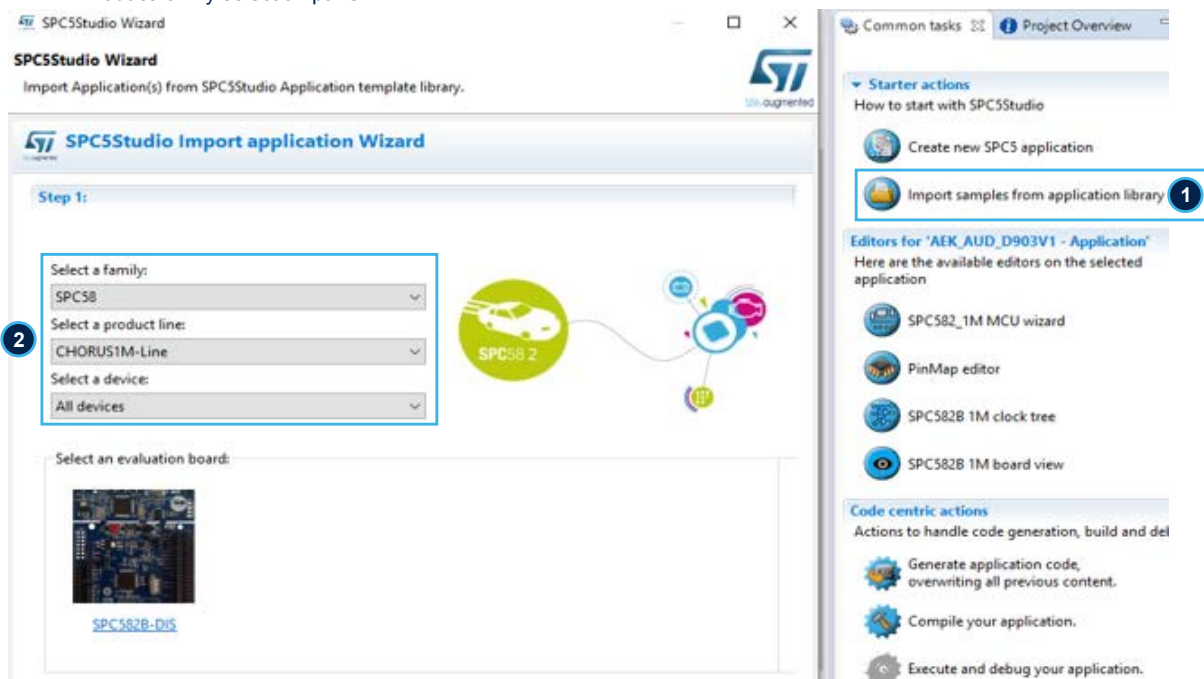 SPC5Studio Wizard
SPC5Studio Wizard
Import Application(s) from SPC5Studio Application template library.
life.augmented
SPC5Studio Import application Wizard
Step 1:
2
Select a family:
SPC58
Select a product line:
CHORUS1M-Line
Select a device:
All devices
SPC58 2
Select an evaluation board:
SPC582B-DIS
Common tasks
Project Overview
Starter actions
How to start with SPC5Studio
Create new SPC5 application
Import samples from application library
1
Editors for 'AEK_AUD_D903V1 - Application'
Here are the available editors on the selected
application
SPC582_1M MCU wizard
PinMap editor
SPC582B 1M clock tree
SPC582B 1M board view
Code centric actions
Actions to handle code generation, build and del
Generate application code,
overwriting all previous content.
Compile your application.
Execute and debug your application.